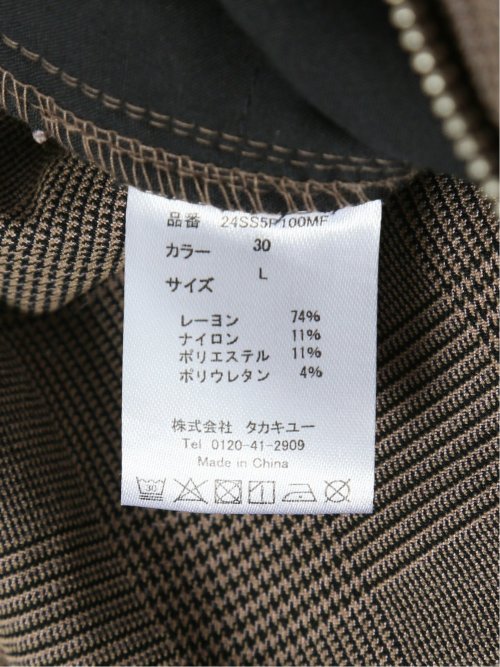 品番 24SS5P100MF
カラー 30
サイズ L
レーヨン 74%
ナイロン 11%
ポリエステル 11%
ポリウレタン 4%
株式会社 タカキユー
Tel 0120-41-2909
Made in China
30